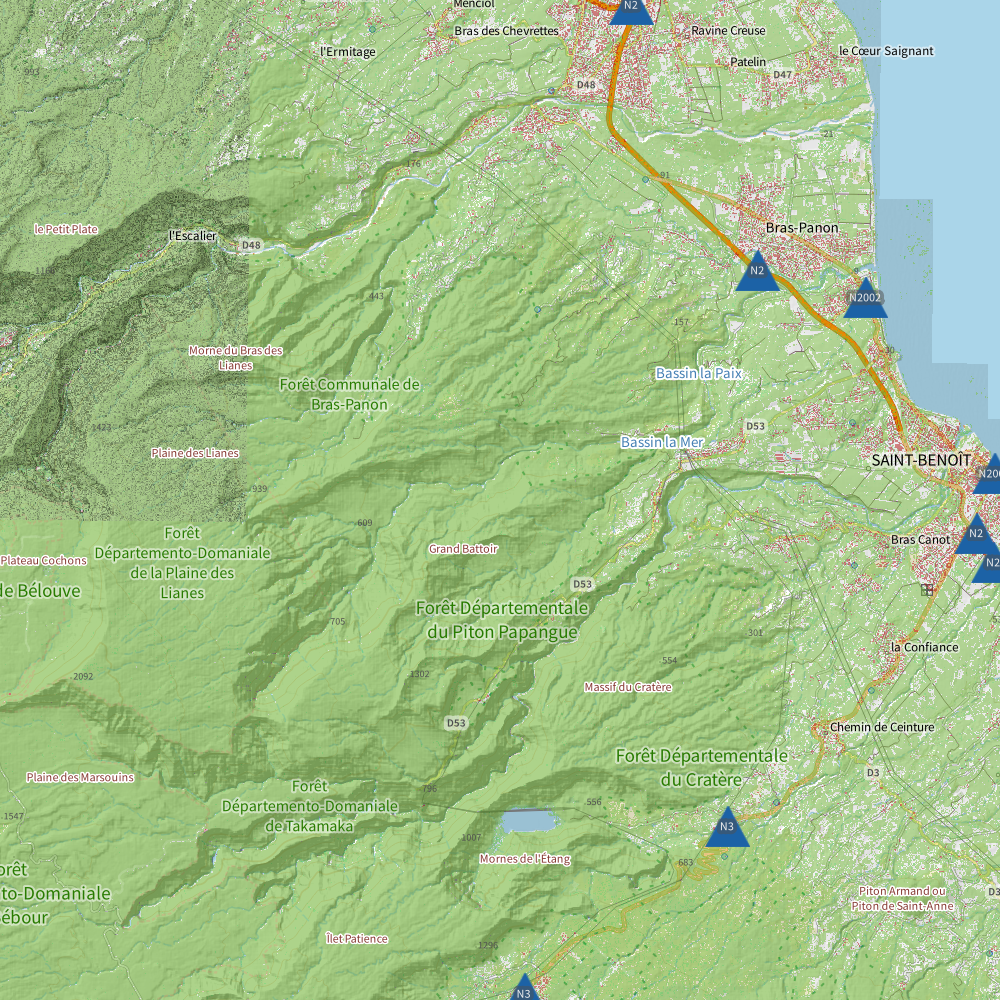 Menciol
N2
Bras des Chevrettes
Ravine Creuse
l'Ermitage
le Cœur Saignant
Patelin
993
D47
D48
21
176
91
le Petit Plate
Bras-Panon
l'Escalier
D48
N2
443
N2002
157
30
Morne du Bras des
Lianes
Bassin la Paix
Forêt Communale de
Bras-Panon
1423
D53
Bassin la Mer
Plaine des Lianes
SAINT-BENOÎT
939
609
Forêt
Départemento-Domaniale
de la Plaine des
Lianes
Grand Battoir
N2
Bras Canot
Plateau Cochons
de Bélouve
D53
Forêt Départementale
du Piton Papangue
705
301
la Confiance
554
1302
2092
Massif du Cratère
D53
Chemin de Ceinture
Forêt Départementale
du Cratère
Plaine des Marsouins
D3
Forêt
Départemento-Domaniale
de Takamaka
796
556
1547
N3
1007
Mornes de l'Étang
683
Piton Armand ou
Piton de Saint-Anne
Îlet Patience
1296
N3